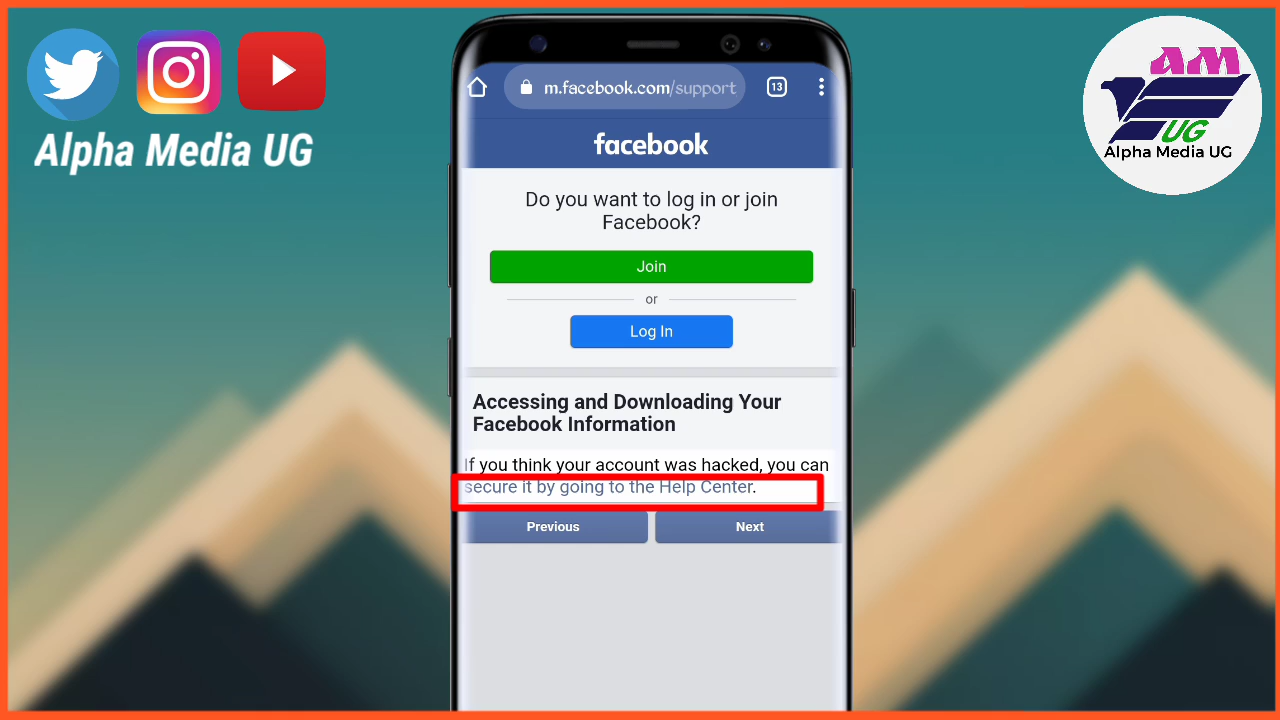 Alpha Media UG
AM
UG
Alpha Media UG
m.facebook.com/support
13
facebook
Do you want to log in or join
Facebook?
Join
or
Log In
Accessing and Downloading Your
Facebook Information
If you think your account was hacked, you can
secure it by going to the Help Center.
Previous
Next